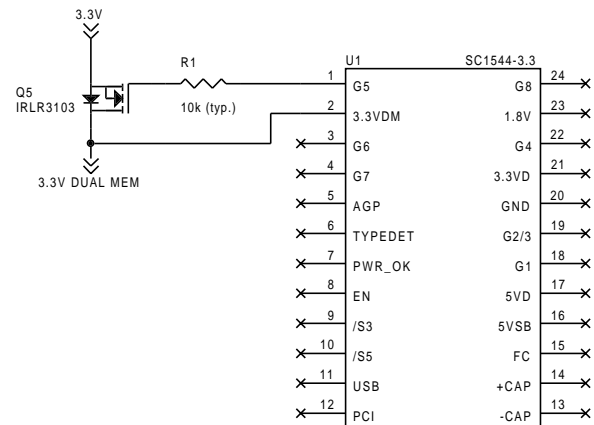 3.3V
Q5
IRLR3103
R1
10k (typ.)
3.3V DUAL MEM
U1 SC1544-3.3
1 G5 G8 24
2 3.3VDM 1.8V 23
3 G6 G4 22
4 G7 3.3VD 21
5 AGP GND 20
6 TYPEDET G2/3 19
7 PWR_OK G1 18
8 EN 5VD 17
9 /S3 5VSB 16
10 /S5 FC 15
11 USB +CAP 14
12 PCI -CAP 13